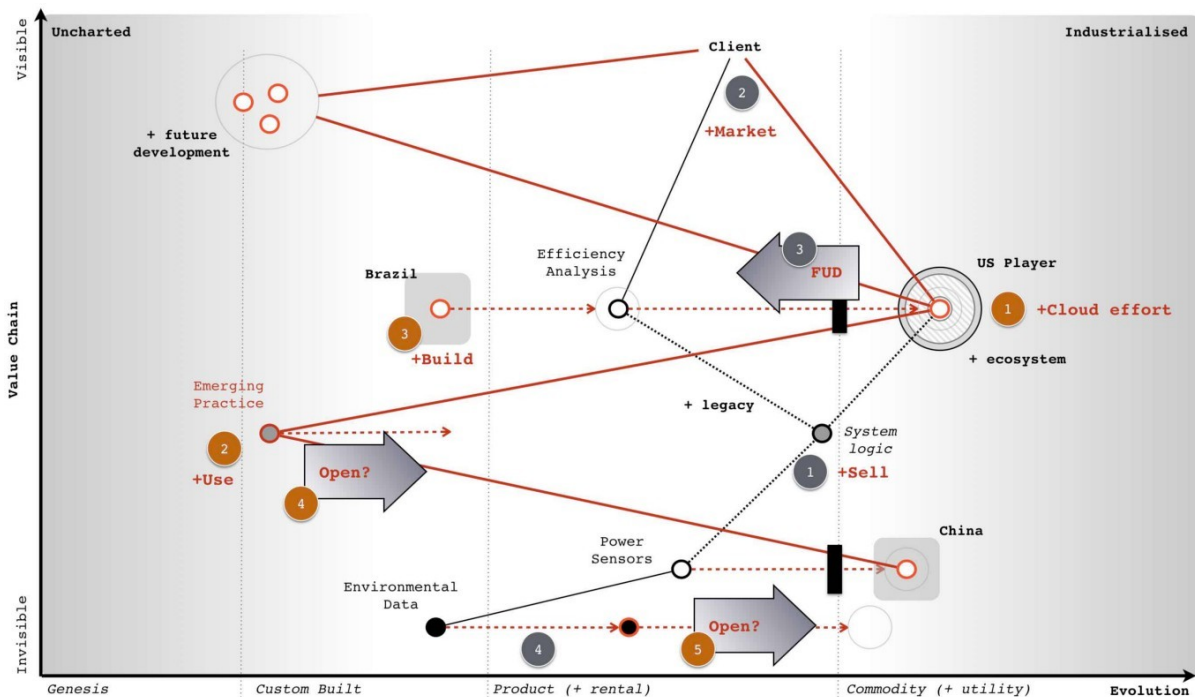 Uncharted
Industrialised
Visible
Client
2
+Market
+ future
development
Efficiency
Analysis
3
FUD
US Player
1
+Cloud effort
+ ecosystem
Brazil
3
+Build
Value Chain
Emerging
Practice
2
+Use
+ legacy
System
logic
1
+Sell
Open?
4
Power
Sensors
China
Environmental
Data
4
5
Open?
Invisible
Genesis
Custom Built
Product (+ rental)
Commodity (+ utility)
Evolution